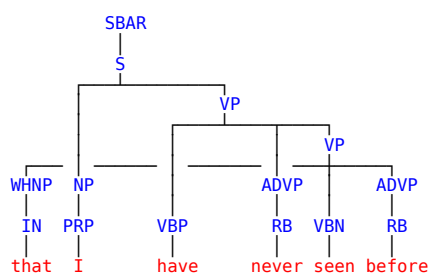 SBAR
S
VP
VP
WHNP NP ADVP ADVP
IN PRP VBP RB VBN RB
that I have never seen before